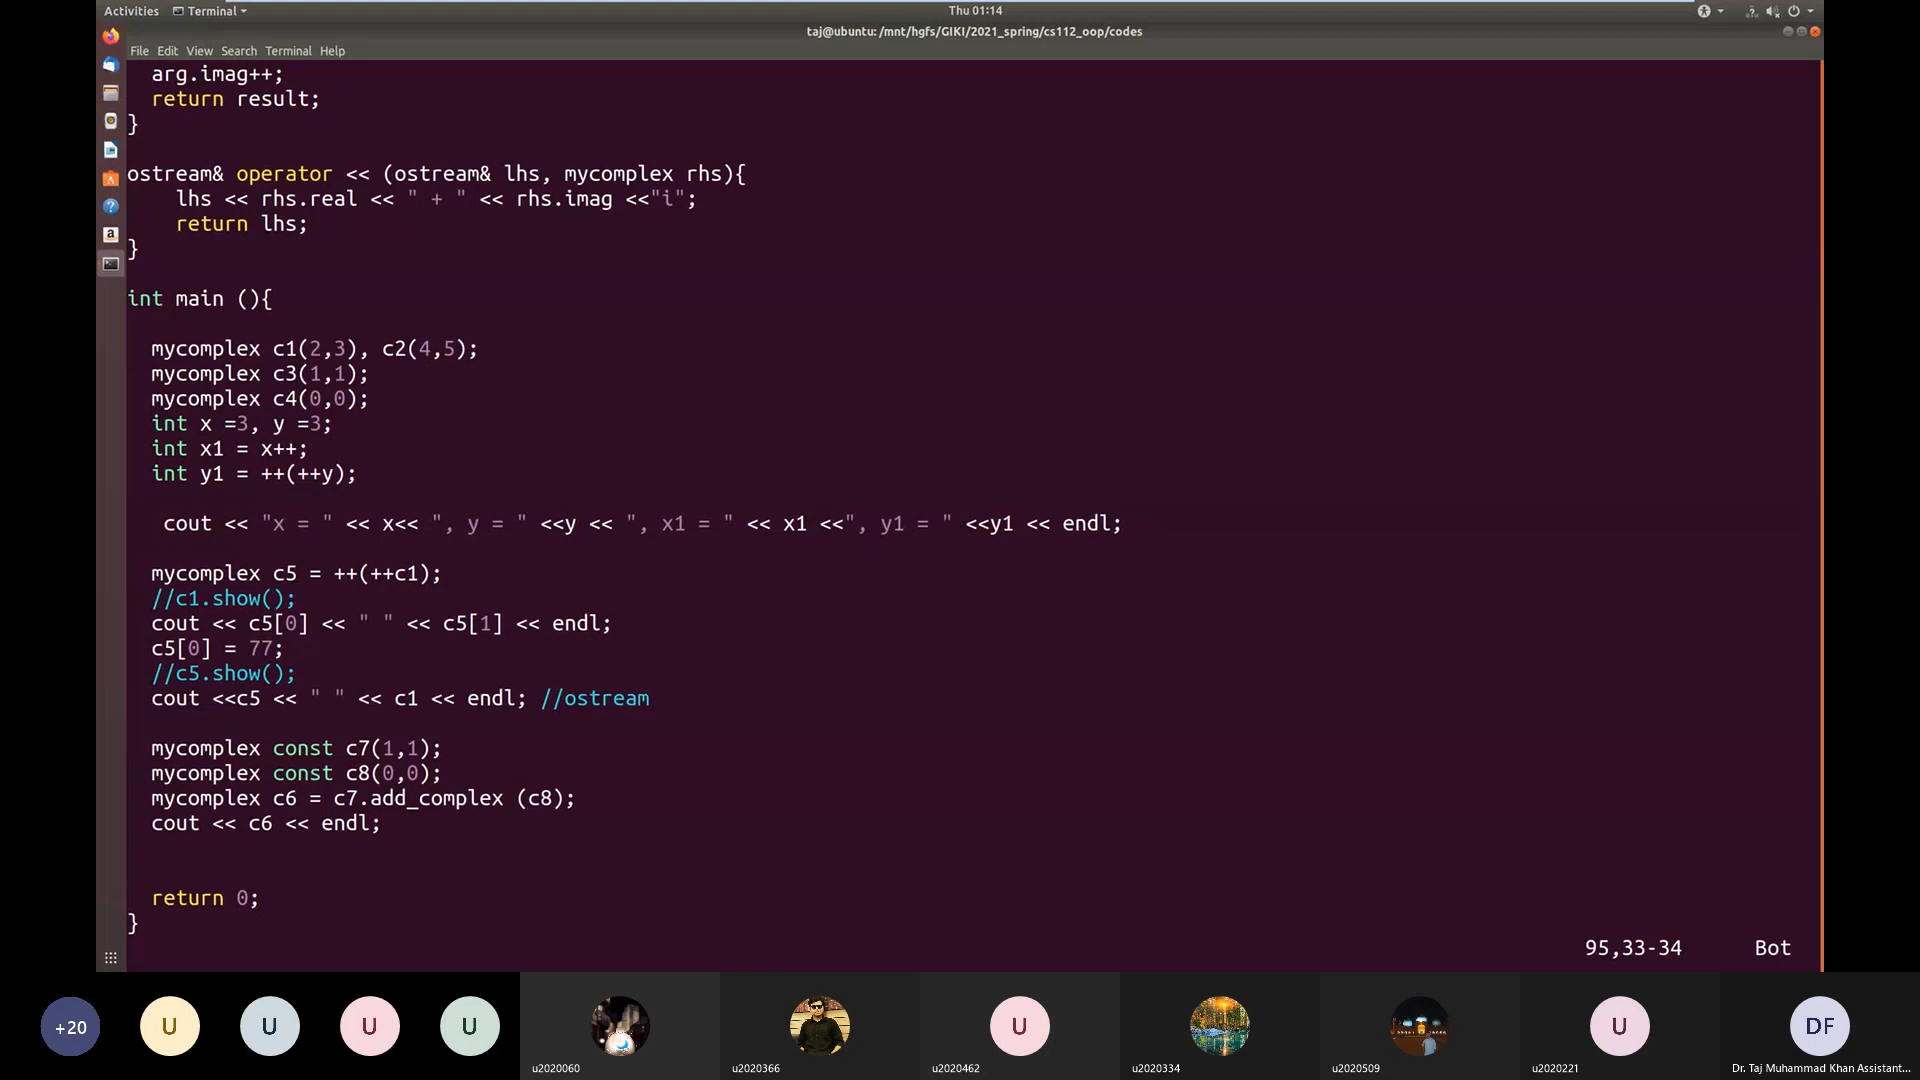 Activities Terminal Thu 01:14
taj@ubuntu: /mnt/hgfs/GIKI/2021_spring/cs112_oop/codes
File Edit View Search Terminal Help
arg.imag++;
return result;
}
ostream& operator << (ostream& lhs, mycomplex rhs){
lhs << rhs.real << " + " << rhs.imag <<"i";
return lhs;
}
int main (){
mycomplex c1(2,3), c2(4,5);
mycomplex c3(1,1);
mycomplex c4(0,0);
int x =3, y =3;
int x1 = x++;
int y1 = ++(++y);
cout << "x = " << x<< ", y = " <<y << ", x1 = " << x1 <<", y1 = " <<y1 << endl;
mycomplex c5 = ++(++c1);
//c1.show();
cout << c5[0] << " " << c5[1] << endl;
c5[0] = 77;
//c5.show();
cout <<c5 << " " << c1 << endl; //ostream
mycomplex const c7(1,1);
mycomplex const c8(0,0);
mycomplex c6 = c7.add_complex (c8);
cout << c6 << endl;
return 0;
}
95,33-34 Bot
+20 U U U U U U DF
u2020060 u2020366 u2020462 u2020334 u2020509 u2020221 Dr. Taj Muhammad Khan Assistant...